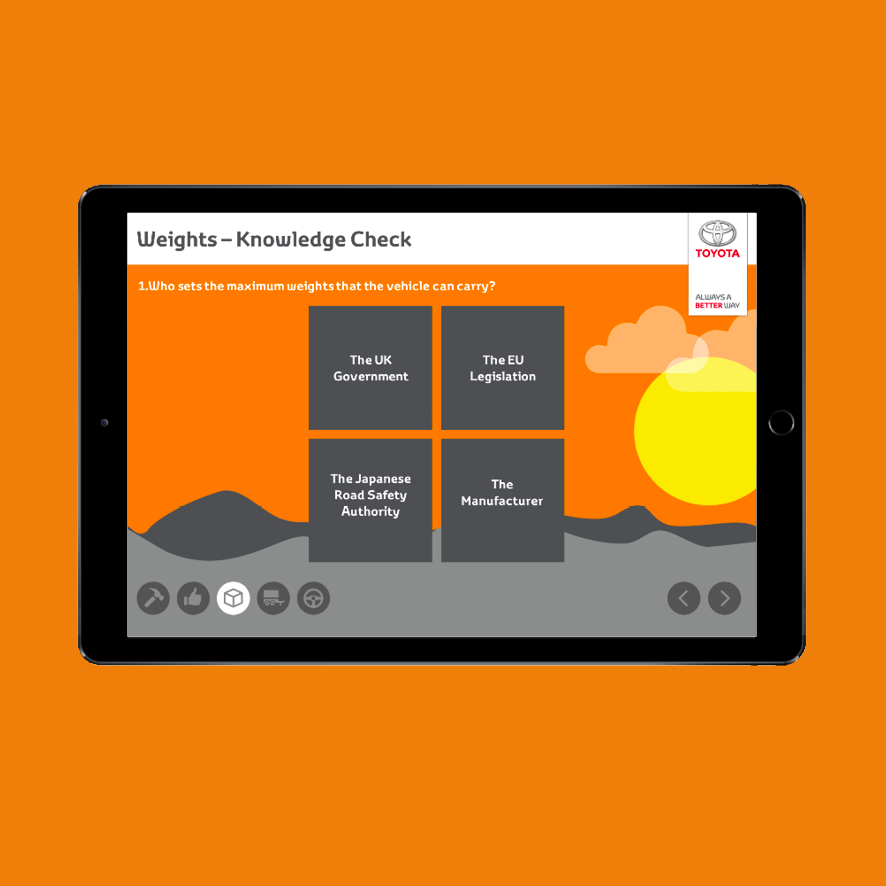 Weights – Knowledge Check
TOYOTA
ALWAYS A
BETTER WAY
1.Who sets the maximum weights that the vehicle can carry?
The UK
Government
The EU
Legislation
The Japanese
Road Safety
Authority
The
Manufacturer